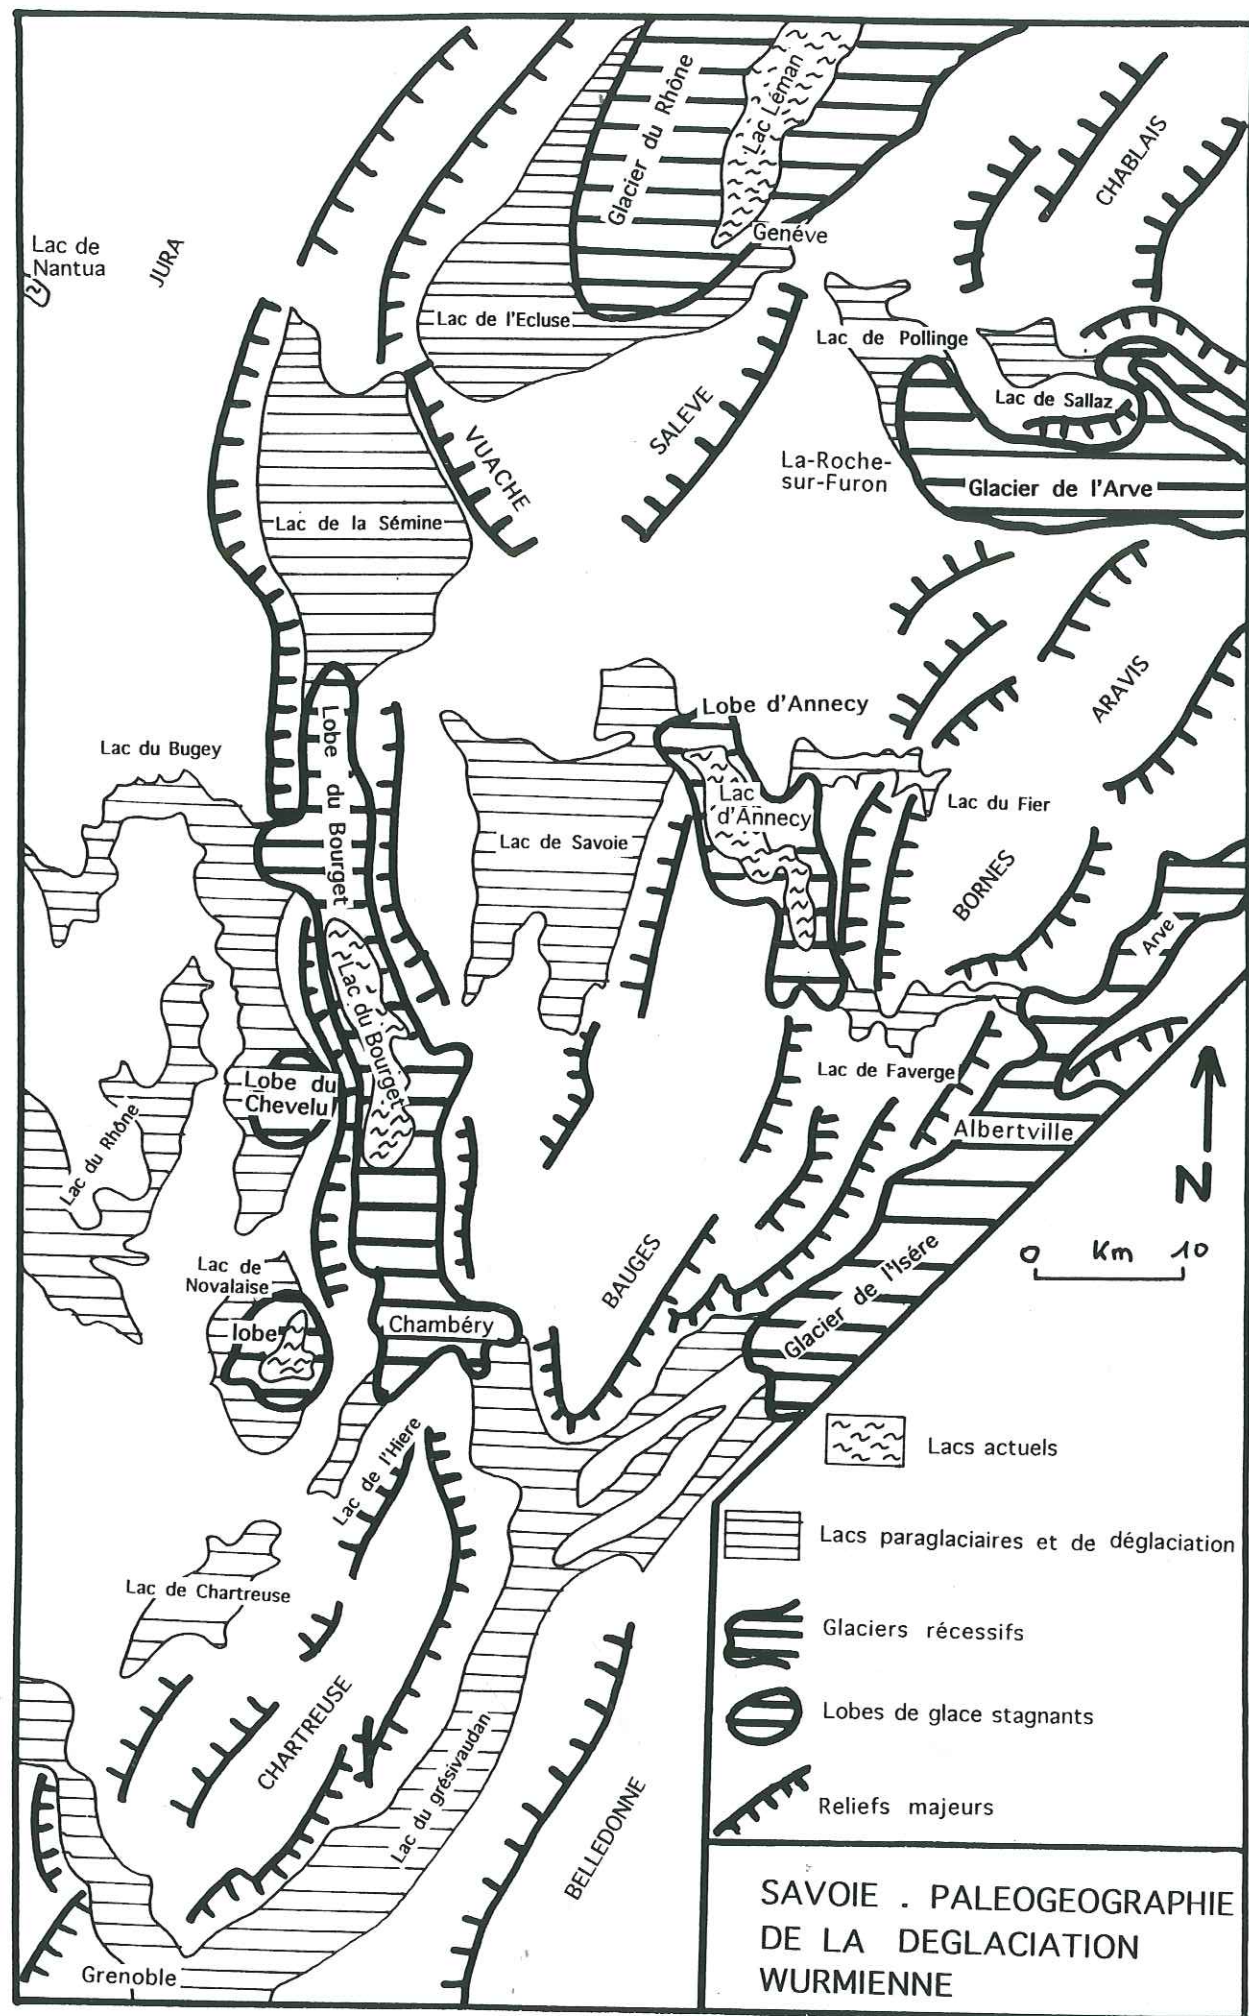 Glacier du Rhône
Lac Léman
CHABLAIS
Genéve
Lac de
Nantua
JURA
Lac de l'Ecluse
Lac de Pollinge
Lac de Sallaz
SALEVE
VUACHE
La-Roche-
sur-Furon
Glacier de l'Arve
Lac de la Sémine
ARAVIS
Lobe d'Annecy
Lobe du Bourget
Lac du Bugey
Lac
d'Annecy
Lac du Fier
Lac de Savoie
BORNES
Arve
Lac du Bourget
Lac de Faverge
Lobe du
Chevelu
Lac du Rhône
Albertville
N
0 Km 10
Lac de
Novalaise
BAUGES
Glacier de l'Isére
lobe
Chambéry
Lac de l'Hiere
Lacs actuels
Lacs paraglaciaires et de déglaciation
Lac de Chartreuse
Glaciers récessifs
CHARTREUSE
Lobes de glace stagnants
Lac du grésivaudan
Reliefs majeurs
BELLEDONNE
SAVOIE . PALEOGEOGRAPHIE
DE LA DEGLACIATION
WURMIENNE
Grenoble